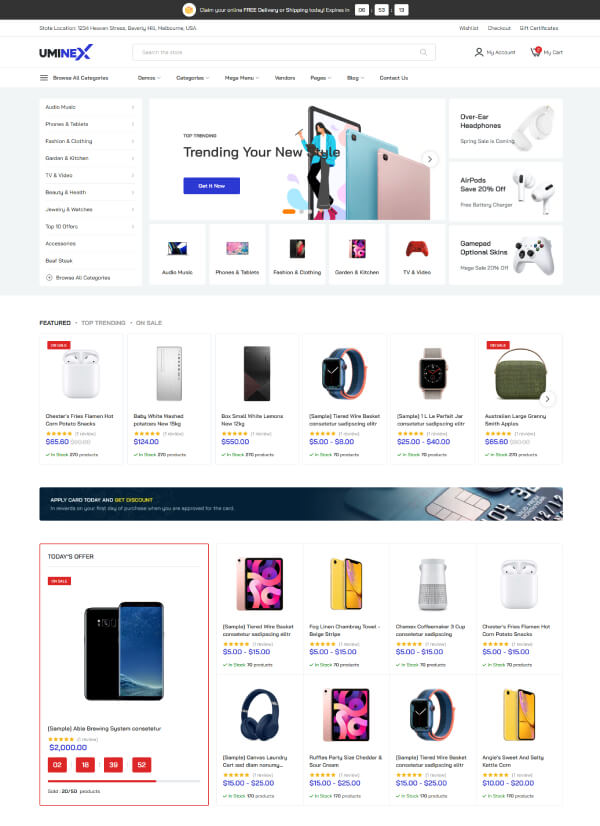 Claim your online FREE Delivery or Shipping today! Expires in 06 : 53 : 13
Store Location: 1234 Heaven Stress, Beverly Hill, Melbourne, USA.
Wishlist Checkout Gift Certificates
UMINEX
Search the store
My Account
0
My Cart
Browse All Categories
Demos Categories Mega Menu Vendors Pages Blog Contact Us
Audio Music
Phones & Tablets
Fashion & Clothing
Garden & Kitchen
TV & Video
Beauty & Health
Jewelry & Watches
Top 10 Offers
Accessories
Beaf Steak
Browse All Categories
TOP TRENDING
Trending Your New Style
Get It Now
Over-Ear
Headphones
Spring Sale is Coming
AirPods
Save 20% Off
Free Battery Charger
Gamepad
Optional Skins
Mega Sale 20% Off
Audio Music
Phones & Tablets
Fashion & Clothing
Garden & Kitchen
TV & Video
FEATURED • TOP TRENDING • ON SALE
ON SALE
Chester's Fries Flamen Hot
Corn Potato Snacks
(1 review)
$65.60 $90.00
In Stock 270 products
Baby White Washed
potatoes New 15kg
(1 review)
$124.00
In Stock 270 products
Box Small White Lemons
New 12kg
(1 review)
$550.00
In Stock 270 products
[Sample] Tiered Wire Basket
consectetur sadipscing elitr
(1 review)
$5.00 - $8.00
In Stock 70 products
[Sample] 1 L Le Parfait Jar
consetetur sadipscing elitr
(1 review)
$25.00 - $40.00
In Stock 70 products
ON SALE
Australian Large Granny
Smith Apples
(1 review)
$65.60
In Stock 270 products
APPLY CARD TODAY AND GET DISCOUNT
In rewards on your first day of purchase when you are approved for the card.
TODAY'S OFFER
ON SALE
[Sample] Able Brewing System consetetur
(1 review)
$2,000.00
02 : 18 : 39 : 52
Sold : 20/50 products
[Sample] Tiered Wire Basket
consetetur sadipscing elitr
(1 review)
$5.00 - $15.00
In Stock 70 products
Fog Linen Chambray Towel -
Beige Stripe
(1 review)
$5.00 - $15.00
In Stock 70 products
Chemex Coffeemaker 3 Cup
consetetur sadipscing
(1 review)
$5.00 - $15.00
In Stock 70 products
Chester's Fries Flamen Hot
Corn Potato Snacks
(1 review)
$5.00 - $15.00
In Stock 70 products
[Sample] Canvas Laundry
Cart sed diam nonumy...
(1 review)
$15.00 - $25.00
In Stock 170 products
Ruffles Party Size Cheddar &
Sour Cream
(1 review)
$15.00 - $25.00
In Stock 170 products
[Sample] Tiered Wire Basket
consetetur sadipscing elitr
(1 review)
$15.00 - $25.00
In Stock 170 products
Angie's Sweet And Salty
Kettle Corn
(1 review)
$10.00 - $20.00
In Stock 170 products